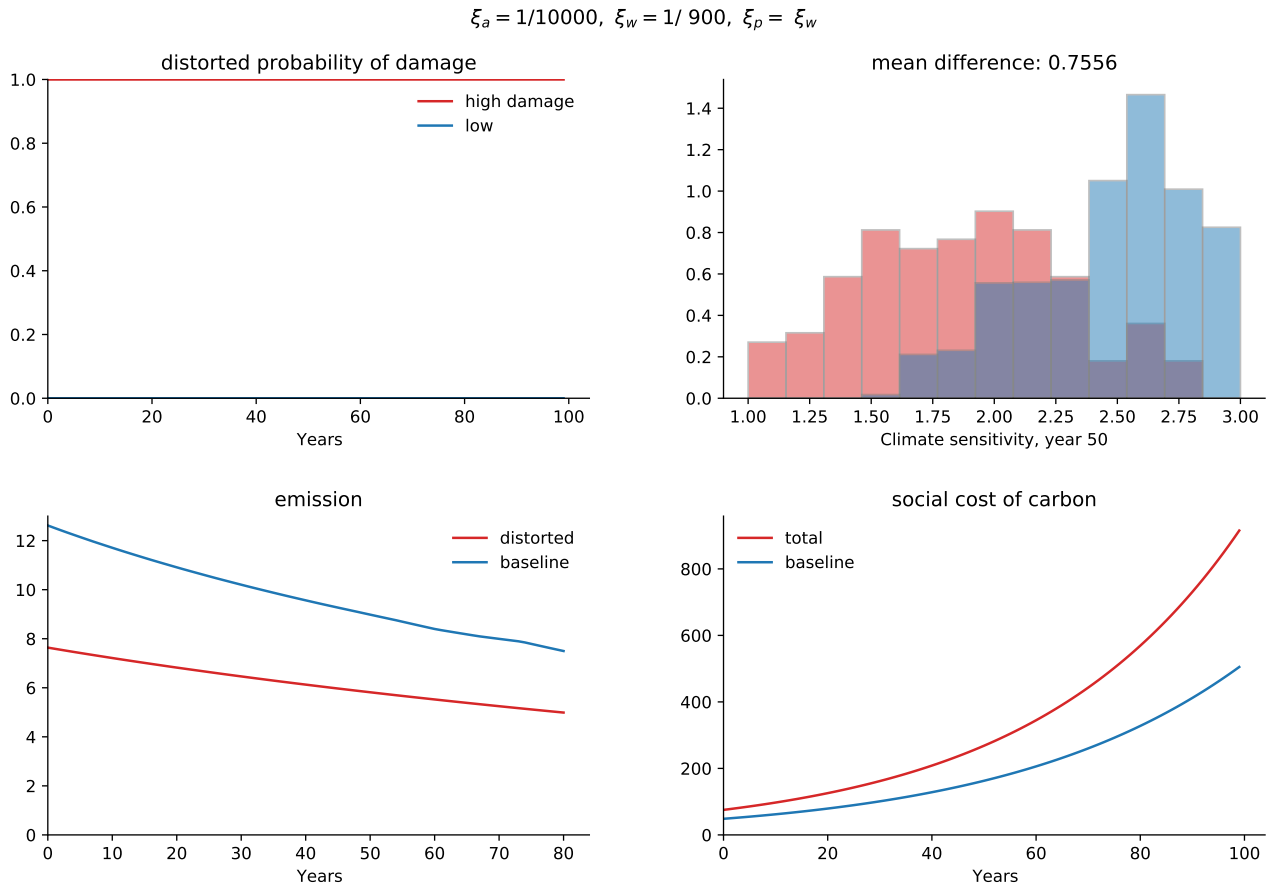 ξₐ = 1/10000, ξ_w = 1/ 900, ξₚ = ξ_w
distorted probability of damage
1.0
0.8
0.6
0.4
0.2
0.0
high damage
low
0 20 40 60 80 100
Years
mean difference: 0.7556
1.4
1.2
1.0
0.8
0.6
0.4
0.2
0.0
1.00 1.25 1.50 1.75 2.00 2.25 2.50 2.75 3.00
Climate sensitivity, year 50
emission
12
10
8
6
4
2
0
distorted
baseline
0 10 20 30 40 50 60 70 80
Years
social cost of carbon
total
baseline
800
600
400
200
0
0 20 40 60 80 100
Years